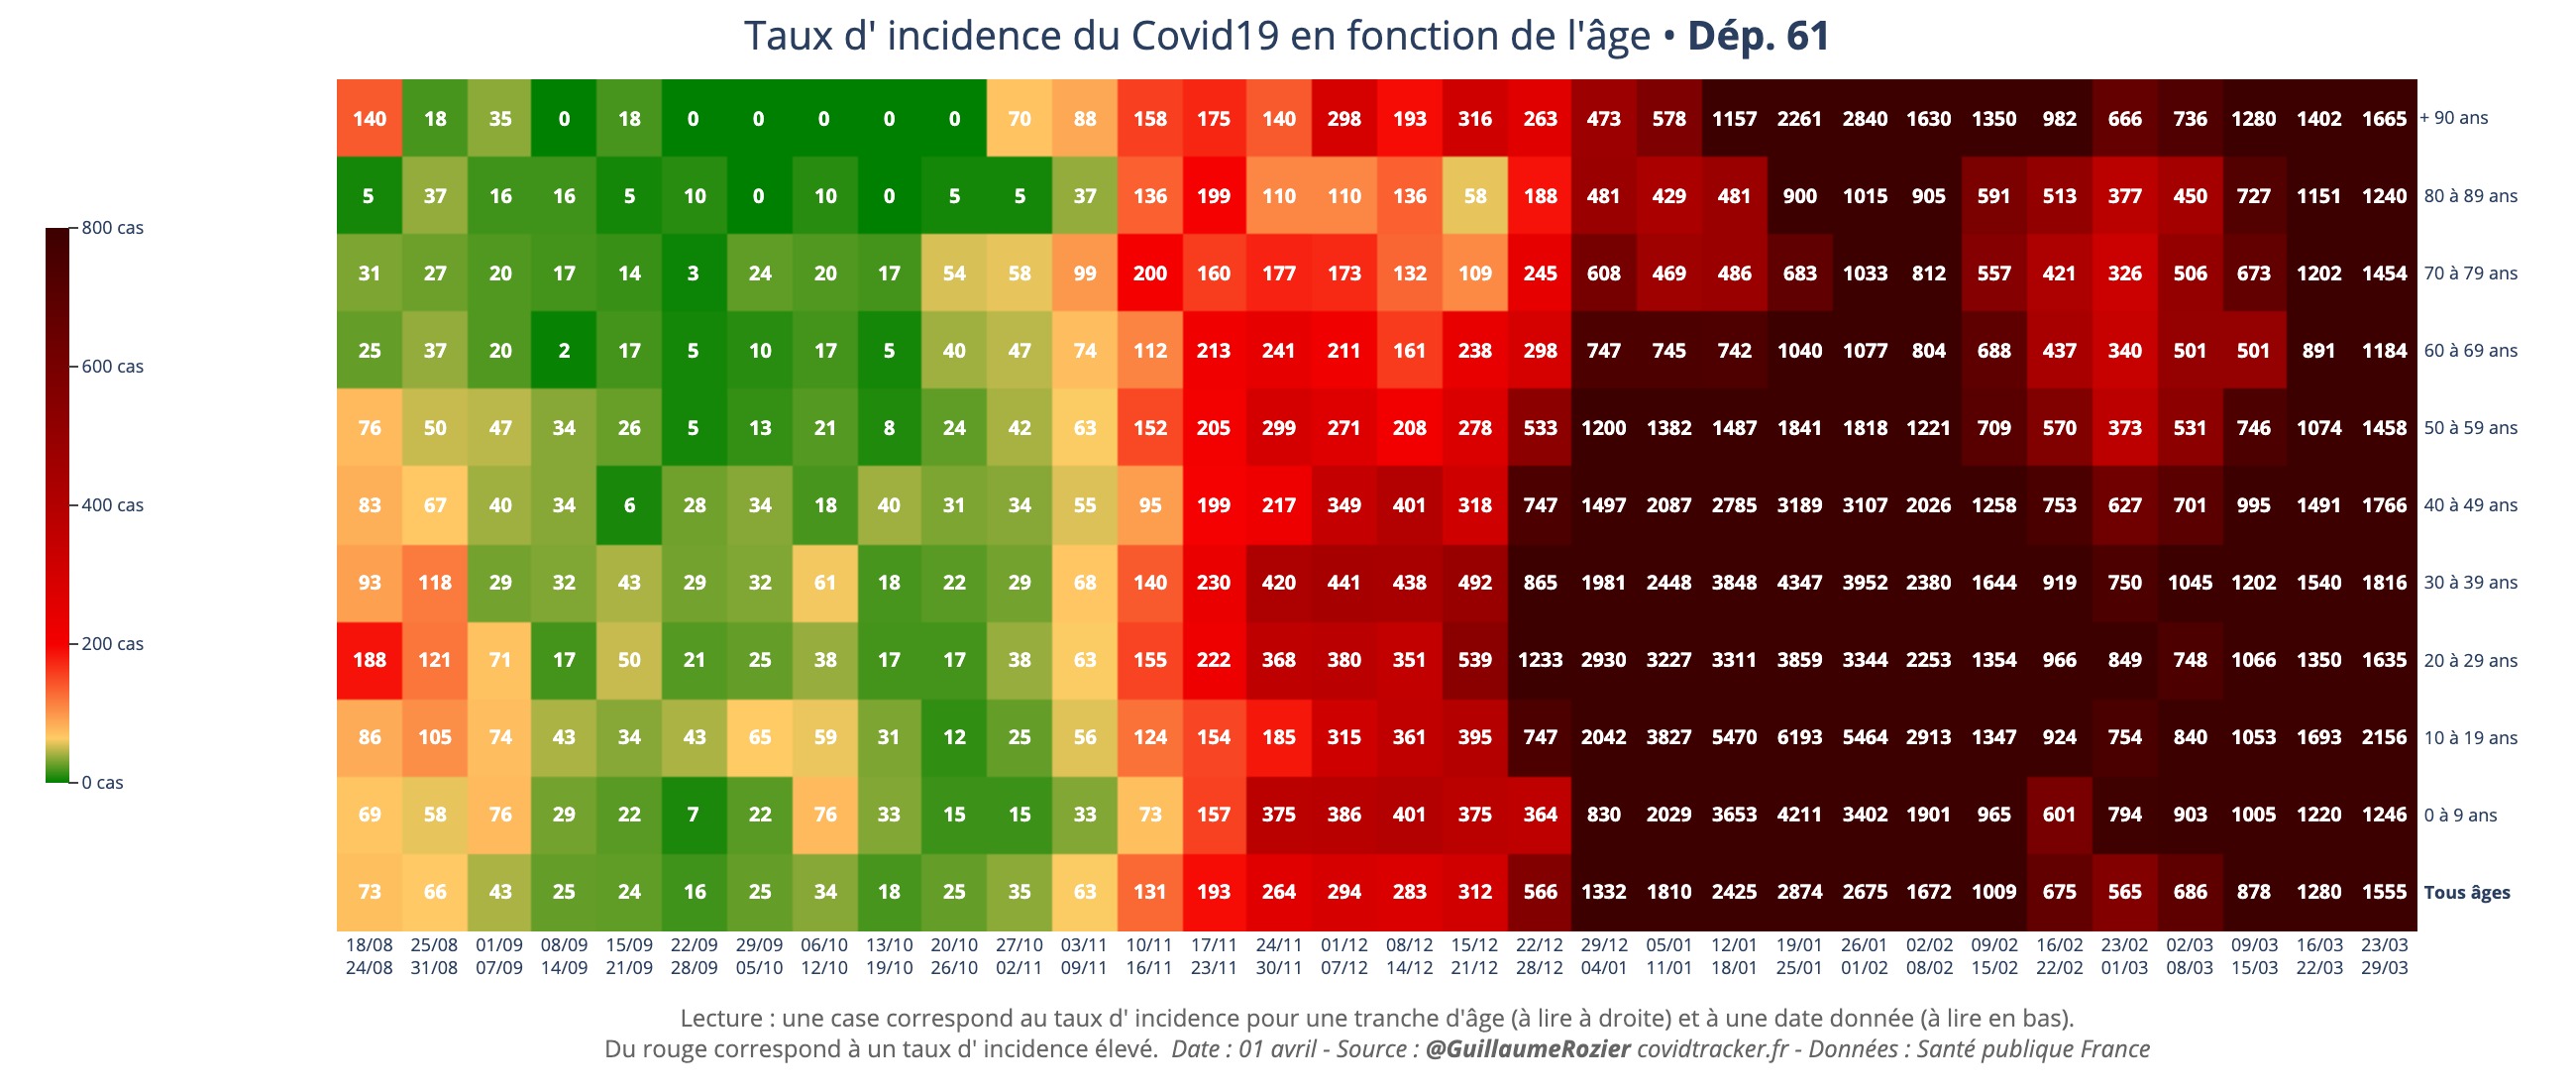 Taux d' incidence du Covid19 en fonction de l'âge • Dép. 61
800 cas
600 cas
400 cas
200 cas
0 cas
140 18 35 0 18 0 0 0 0 0 70 88 158 175 140 298 193 316 263 473 578 1157 2261 2840 1630 1350 982 666 736 1280 1402 1665 + 90 ans
5 37 16 16 5 10 0 10 0 5 5 37 136 199 110 110 136 58 188 481 429 481 900 1015 905 591 513 377 450 727 1151 1240 80 à 89 ans
31 27 20 17 14 3 24 20 17 54 58 99 200 160 177 173 132 109 245 608 469 486 683 1033 812 557 421 326 506 673 1202 1454 70 à 79 ans
25 37 20 2 17 5 10 17 5 40 47 74 112 213 241 211 161 238 298 747 745 742 1040 1077 804 688 437 340 501 501 891 1184 60 à 69 ans
76 50 47 34 26 5 13 21 8 24 42 63 152 205 299 271 208 278 533 1200 1382 1487 1841 1818 1221 709 570 373 531 746 1074 1458 50 à 59 ans
83 67 40 34 6 28 34 18 40 31 34 55 95 199 217 349 401 318 747 1497 2087 2785 3189 3107 2026 1258 753 627 701 995 1491 1766 40 à 49 ans
93 118 29 32 43 29 32 61 18 22 29 68 140 230 420 441 438 492 865 1981 2448 3848 4347 3952 2380 1644 919 750 1045 1202 1540 1816 30 à 39 ans
188 121 71 17 50 21 25 38 17 17 38 63 155 222 368 380 351 539 1233 2930 3227 3311 3859 3344 2253 1354 966 849 748 1066 1350 1635 20 à 29 ans
86 105 74 43 34 43 65 59 31 12 25 56 124 154 185 315 361 395 747 2042 3827 5470 6193 5464 2913 1347 924 754 840 1053 1693 2156 10 à 19 ans
69 58 76 29 22 7 22 76 33 15 15 33 73 157 375 386 401 375 364 830 2029 3653 4211 3402 1901 965 601 794 903 1005 1220 1246 0 à 9 ans
73 66 43 25 24 16 25 34 18 25 35 63 131 193 264 294 283 312 566 1332 1810 2425 2874 2675 1672 1009 675 565 686 878 1280 1555 Tous âges
18/08 25/08 01/09 08/09 15/09 22/09 29/09 06/10 13/10 20/10 27/10 03/11 10/11 17/11 24/11 01/12 08/12 15/12 22/12 29/12 05/01 12/01 19/01 26/01 02/02 09/02 16/02 23/02 02/03 09/03 16/03 23/03
24/08 31/08 07/09 14/09 21/09 28/09 05/10 12/10 19/10 26/10 02/11 09/11 16/11 23/11 30/11 07/12 14/12 21/12 28/12 04/01 11/01 18/01 25/01 01/02 08/02 15/02 22/02 01/03 08/03 15/03 22/03 29/03
Lecture : une case correspond au taux d' incidence pour une tranche d'âge (à lire à droite) et à une date donnée (à lire en bas).
Du rouge correspond à un taux d' incidence élevé. Date : 01 avril - Source : @GuillaumeRozier covidtracker.fr - Données : Santé publique France